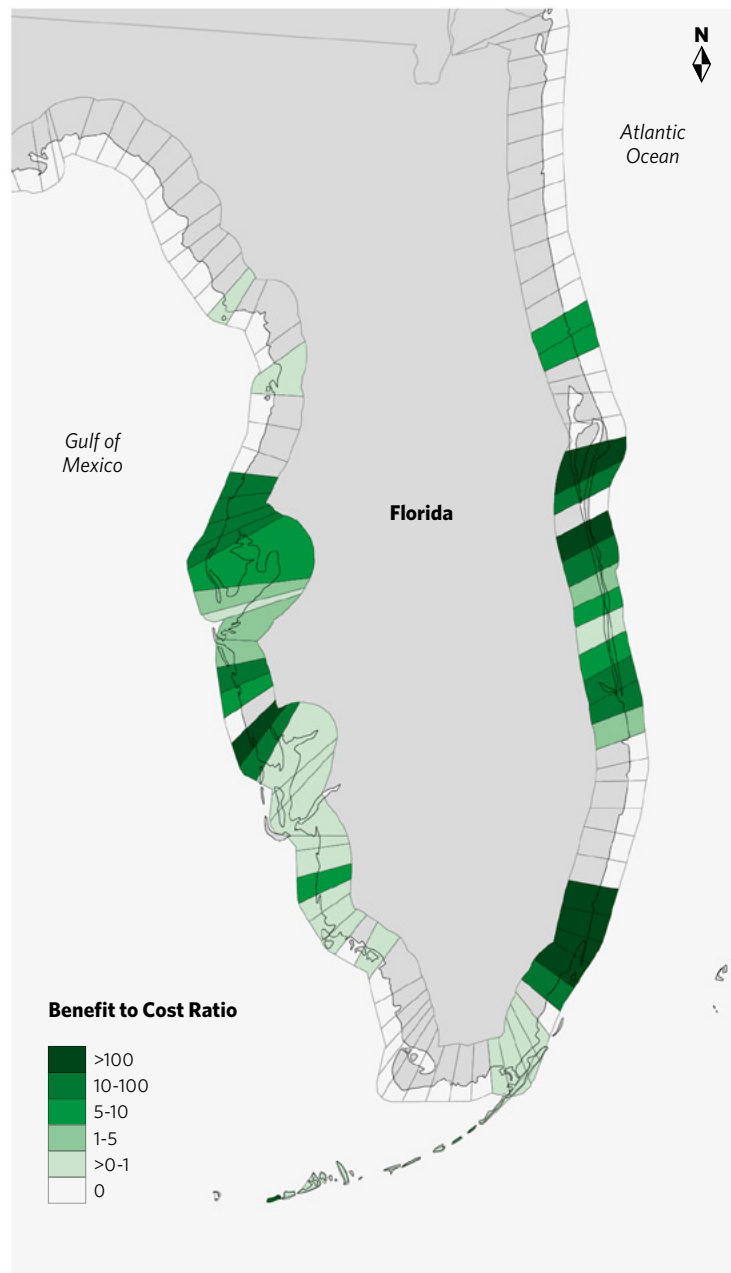 N
Atlantic
Ocean
Gulf of
Mexico
Florida
Benefit to Cost Ratio
>100
10-100
5-10
1-5
>0-1
0